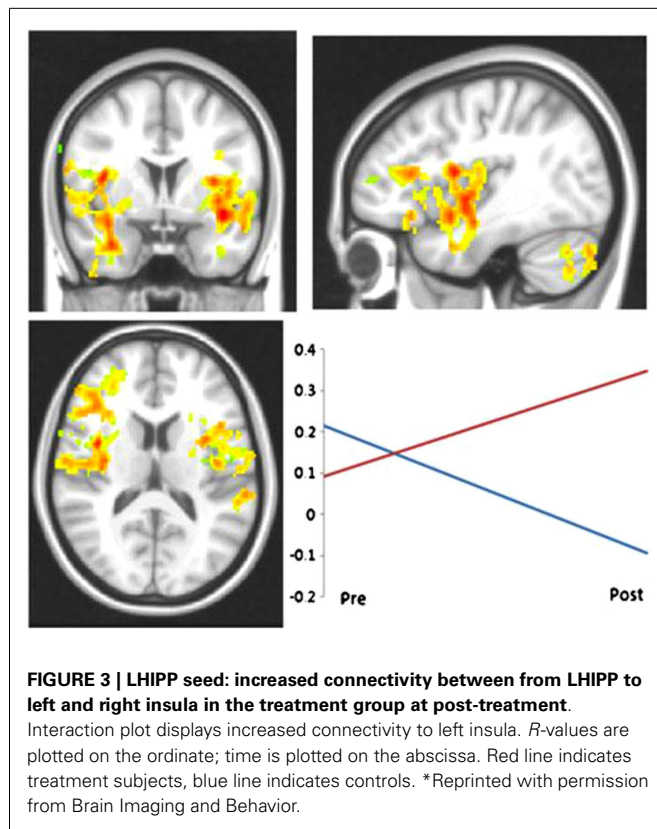 0.4
0.3
0.2
0.1
0
-0.1
-0.2
Pre
Post
FIGURE 3 | LHIPP seed: increased connectivity between from LHIPP to
left and right insula in the treatment group at post-treatment.
Interaction plot displays increased connectivity to left insula. R-values are
plotted on the ordinate; time is plotted on the abscissa. Red line indicates
treatment subjects, blue line indicates controls. *Reprinted with permission
from Brain Imaging and Behavior.